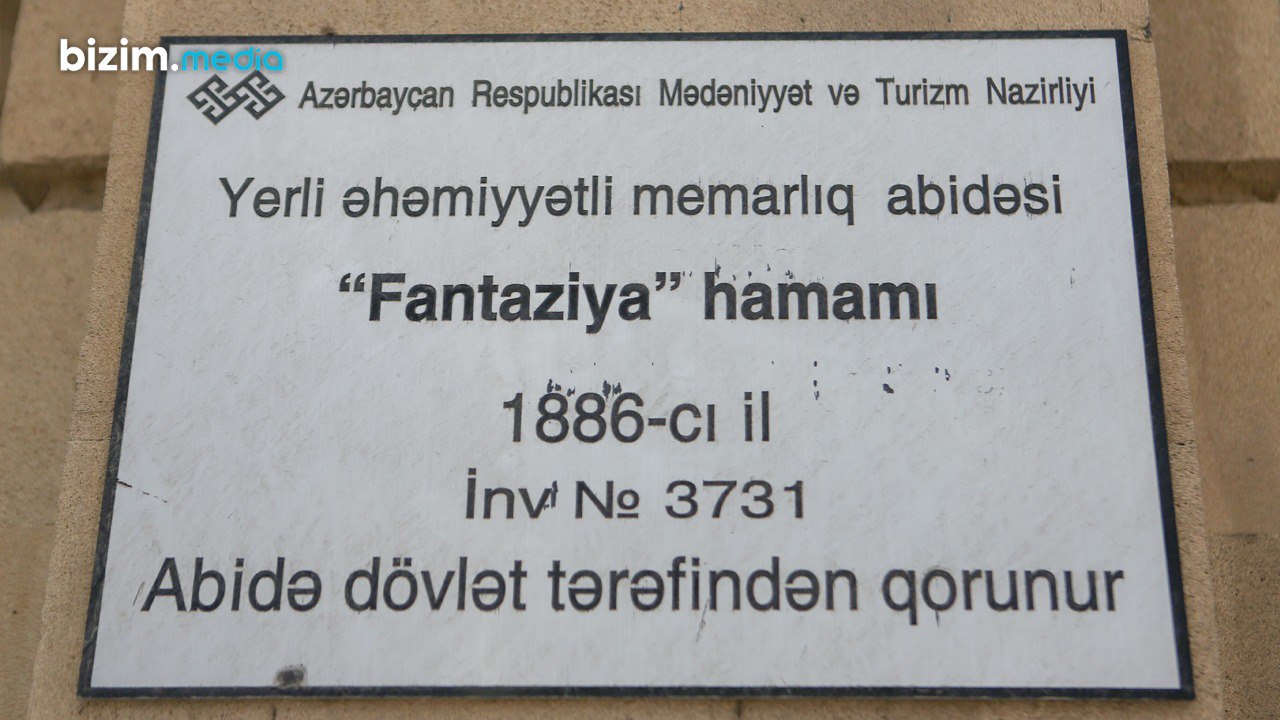 bizim.media
Azərbayçan Respublikası Mədəniyyət və Turizm Nazirliyi
Yerli əhəmiyyətli memarlıq abidəsi
“Fantaziya” hamamı
1886-cı il
İnv № 3731
Abidə dövlət tərəfindən qorunur